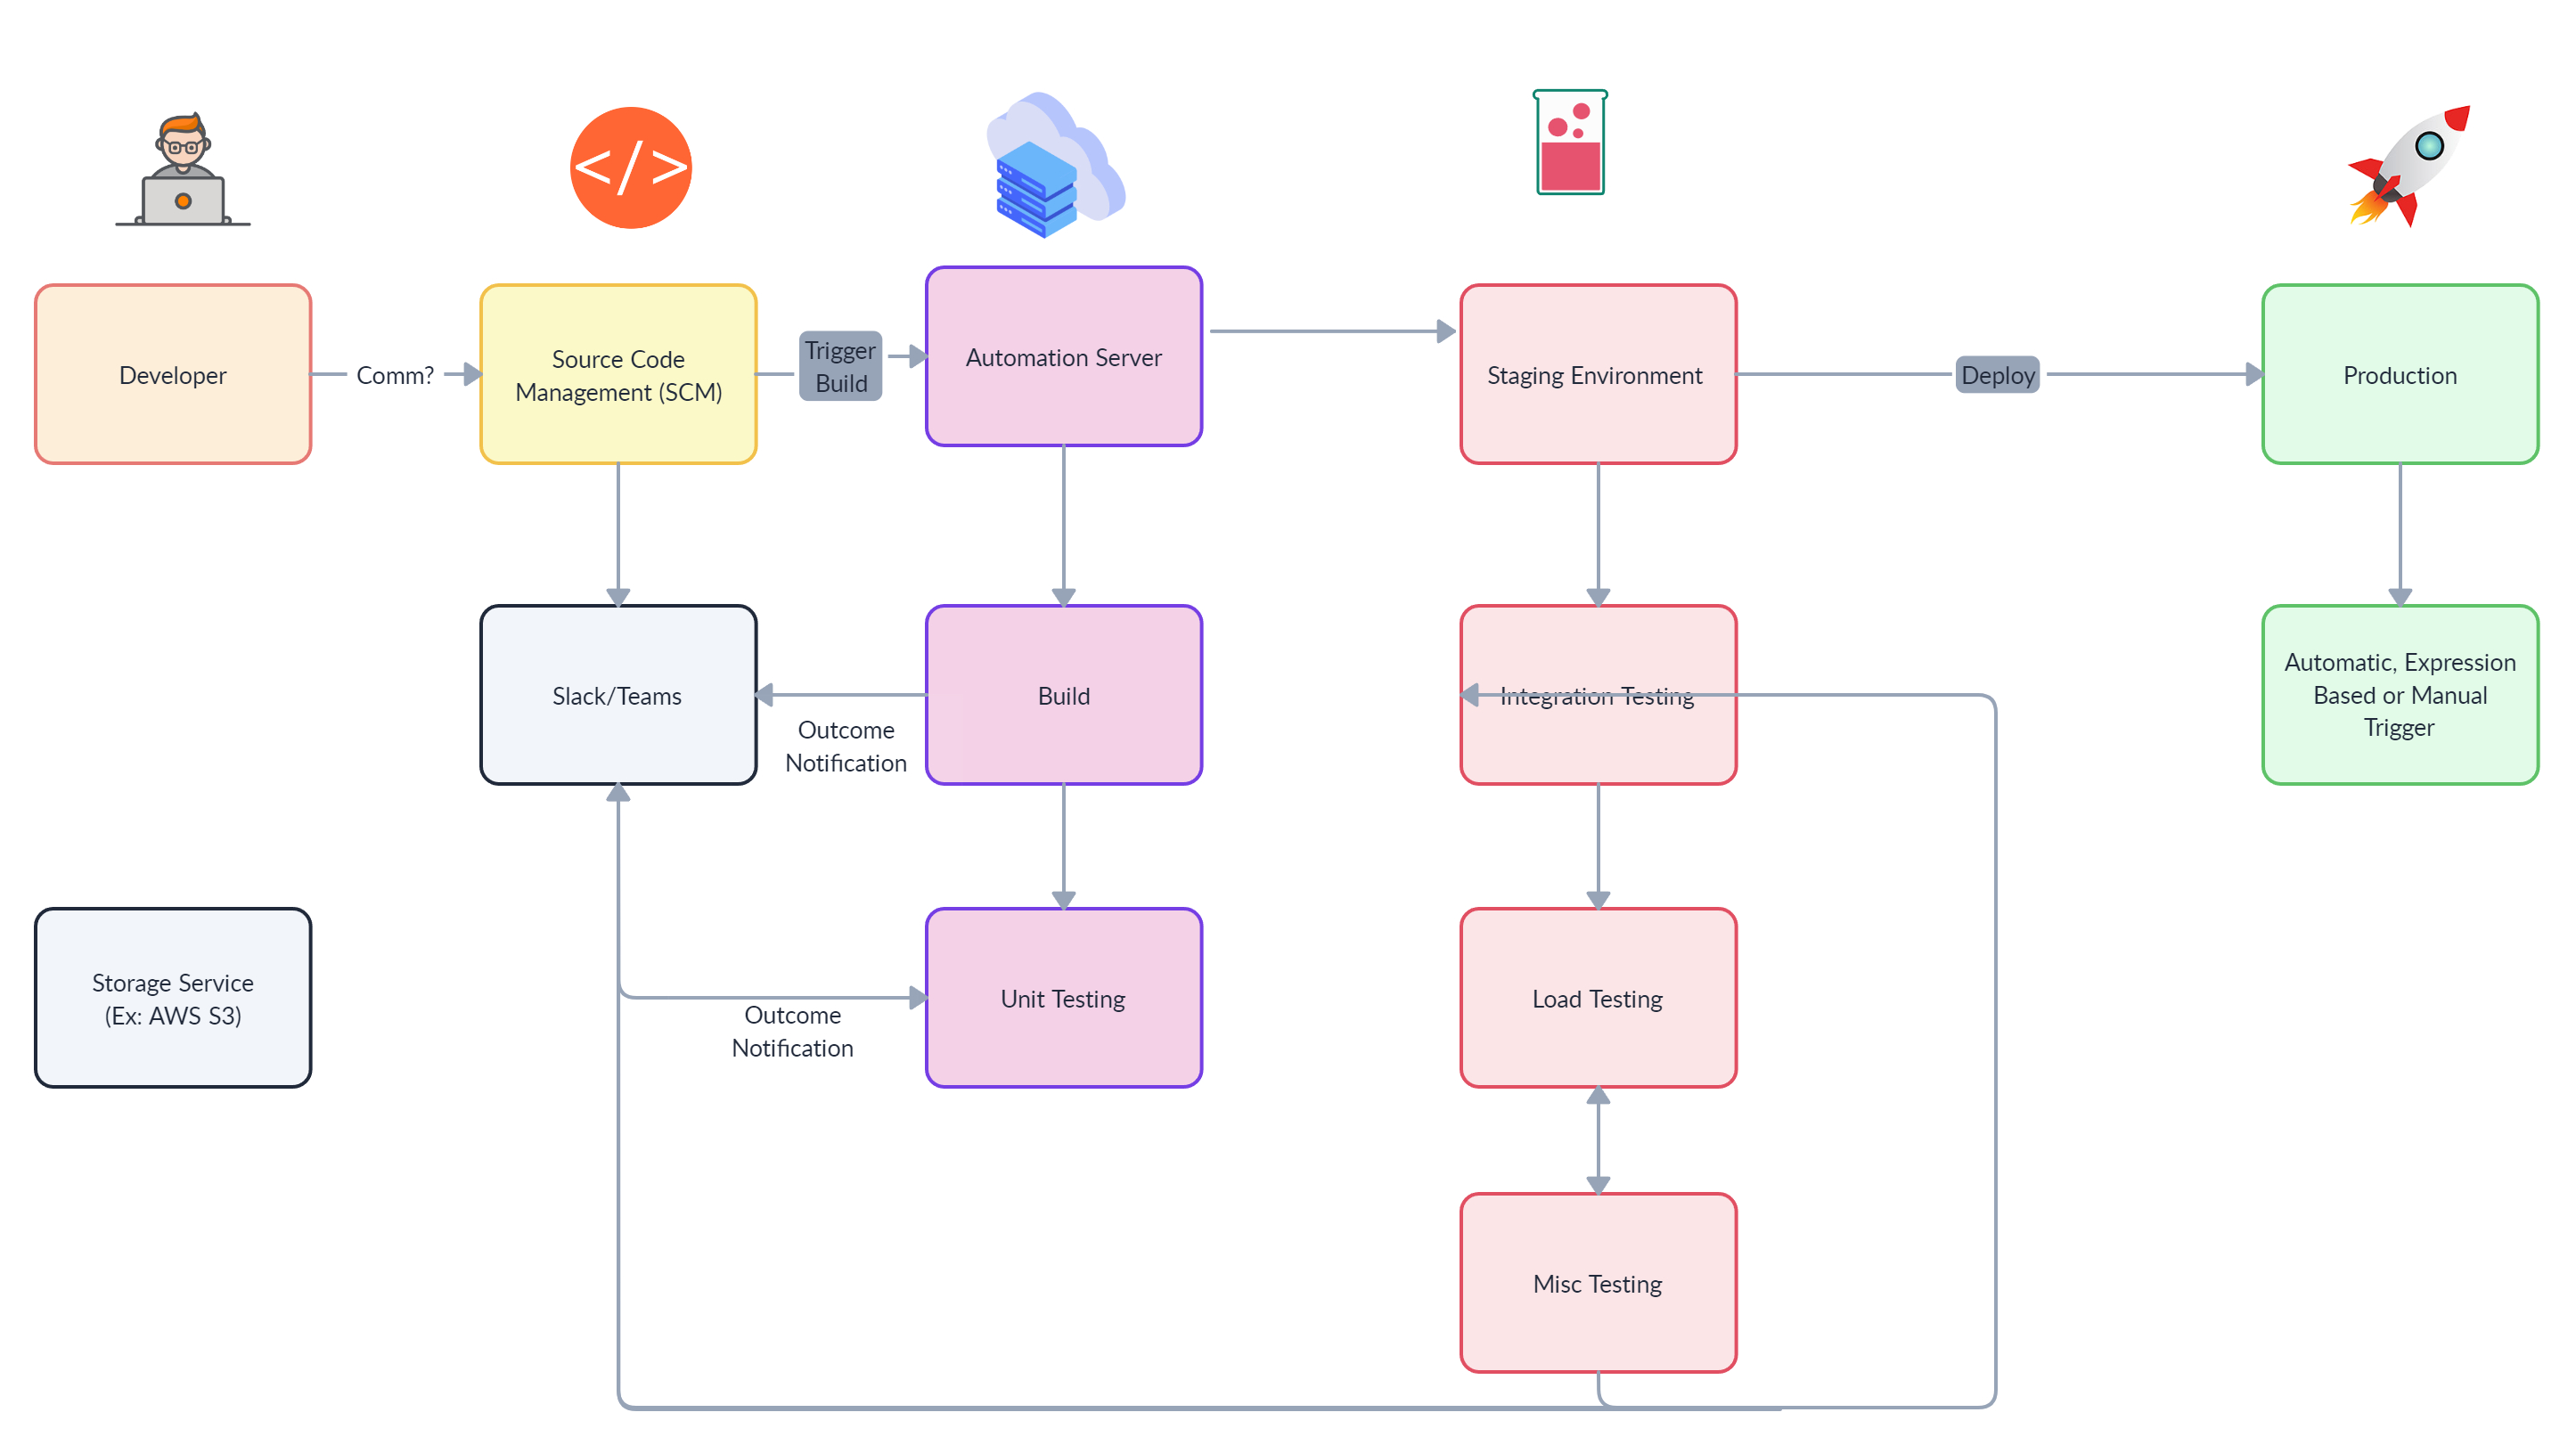 </>
Developer
Comm?
Source Code
Management (SCM)
Trigger
Build
Automation Server
Staging Environment
Deploy
Production
Slack/Teams
Outcome
Notification
Build
Integration Testing
Automatic, Expression
Based or Manual
Trigger
Storage Service
(Ex: AWS S3)
Outcome
Notification
Unit Testing
Load Testing
Misc Testing